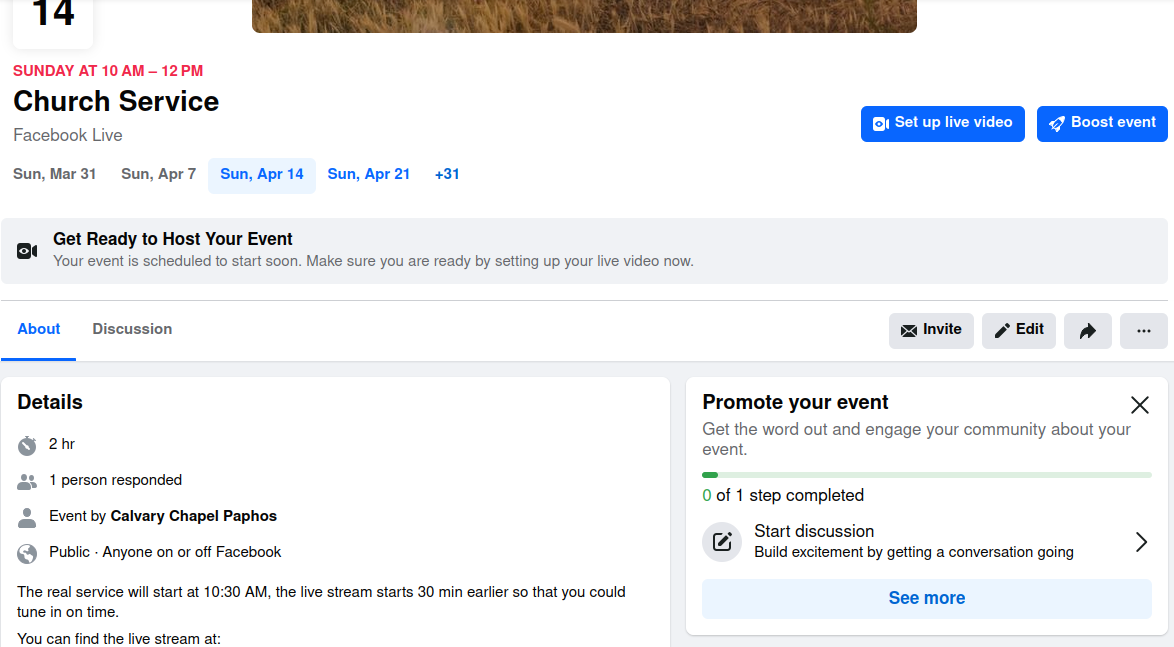 14
SUNDAY AT 10 AM – 12 PM
Church Service
Facebook Live
Set up live video
Boost event
Sun, Mar 31
Sun, Apr 7
Sun, Apr 14
Sun, Apr 21
+31
Get Ready to Host Your Event
Your event is scheduled to start soon. Make sure you are ready by setting up your live video now.
About
Discussion
Invite
Edit
Details
2 hr
1 person responded
Event by Calvary Chapel Paphos
Public · Anyone on or off Facebook
The real service will start at 10:30 AM, the live stream starts 30 min earlier so that you could
tune in on time.
You can find the live stream at:
Promote your event
Get the word out and engage your community about your
event.
0 of 1 step completed
Start discussion
Build excitement by getting a conversation going
See more